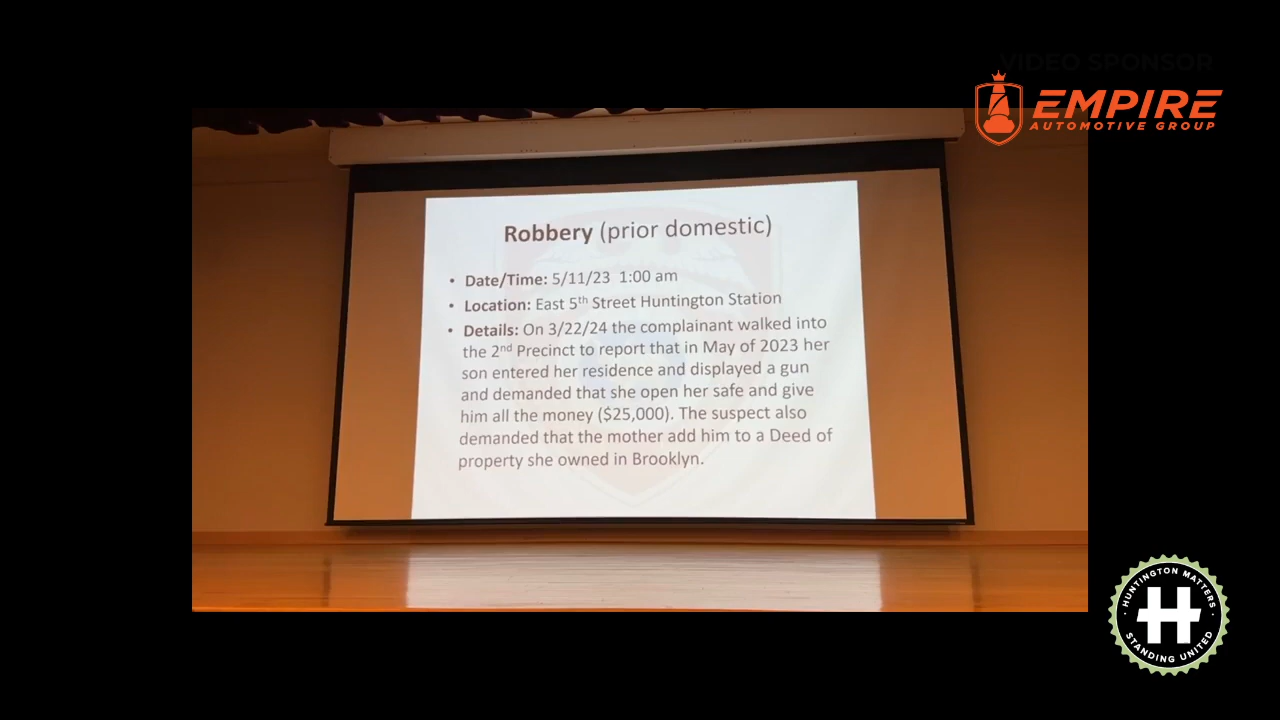 VIDEO SPONSOR
EMPIRE
AUTOMOTIVE GROUP
Robbery (prior domestic)
• Date/Time: 5/11/23 1:00 am
• Location: East 5th Street Huntington Station
• Details: On 3/22/24 the complainant walked into
the 2nd Precinct to report that in May of 2023 her
son entered her residence and displayed a gun
and demanded that she open her safe and give
him all the money ($25,000). The suspect also
demanded that the mother add him to a Deed of
property she owned in Brooklyn.
HUNTINGTON MATTERS
H
STANDING UNITED